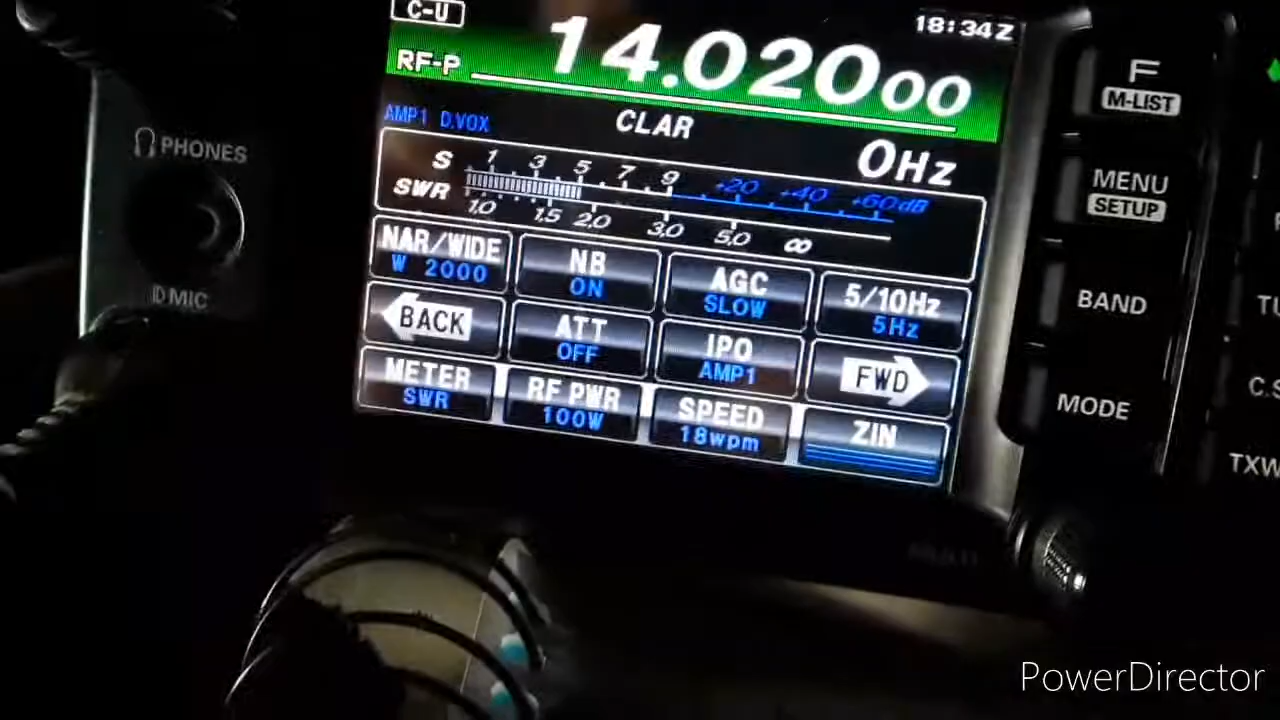 C-U
14.02000
18:34Z
RF-P
AMP1 D.VOX
CLAR
0Hz
S 1 3 5 7 9 +20 +40 +60dB
SWR
1.0 1.5 2.0 3.0 5.0 ∞
NAR/WIDE NB AGC 5/10Hz
W 2000 ON SLOW 5Hz
BACK ATT IPO FWD
OFF AMP1
METER RF PWR SPEED ZIN
SWR 100W 18wpm
PHONES
MIC
F
M-LIST
MENU
SETUP
BAND
MODE
C.S
TXW
PowerDirector